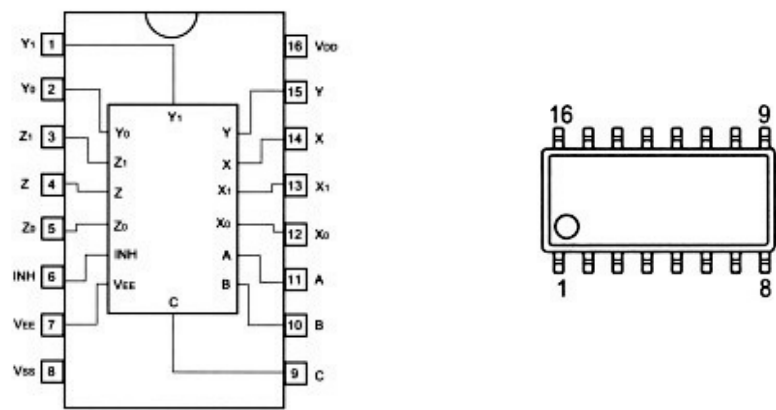 Y1 1 16 VDD
Y0 2 15 Y
Z1 3 14 X
Z 4 13 X1
Z0 5 12 X0
INH 6 11 A
VEE 7 10 B
VSS 8 9 C
Y1
Y0 Y
Z1 X
Z X1
Z0 X0
INH A
VEE B
C
16 9
1 8